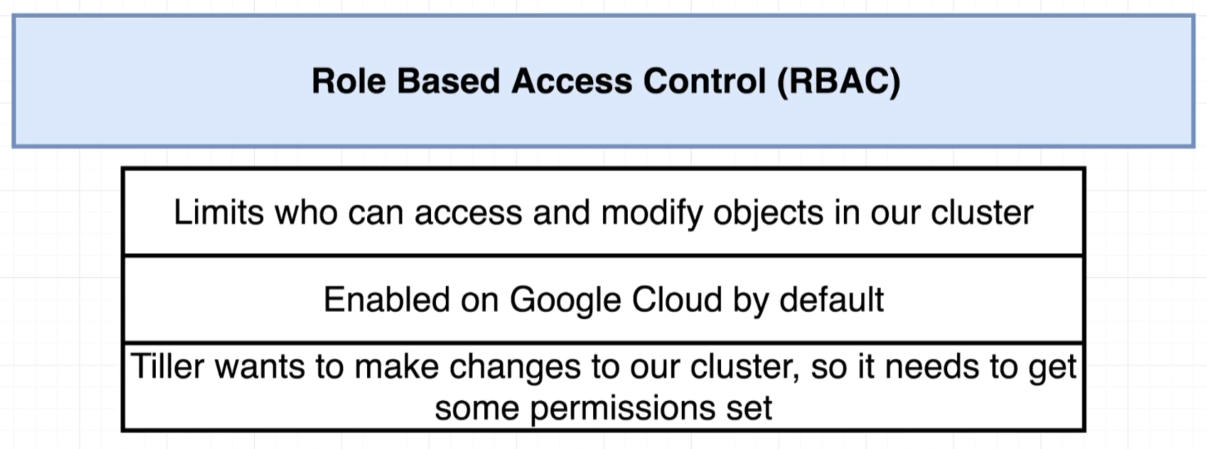 Role Based Access Control (RBAC)
Limits who can access and modify objects in our cluster
Enabled on Google Cloud by default
Tiller wants to make changes to our cluster, so it needs to get
some permissions set